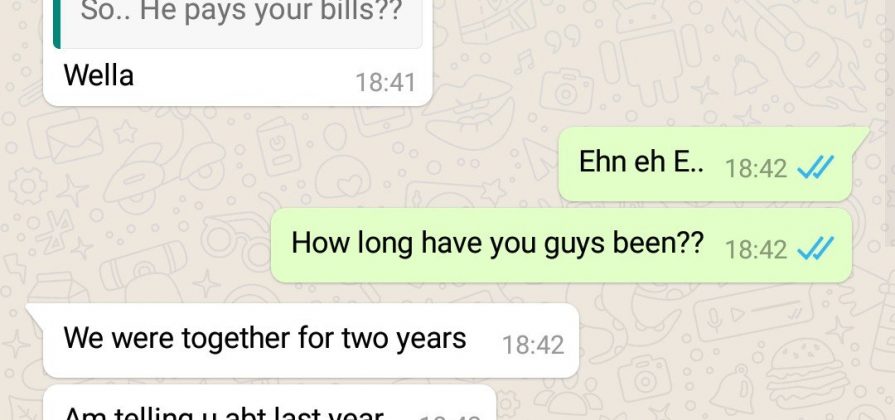 So.. He pays your bills??
Wella 18:41
Ehn eh E.. 18:42
How long have you guys been?? 18:42
We were together for two years 18:42
Am telling u abt last year